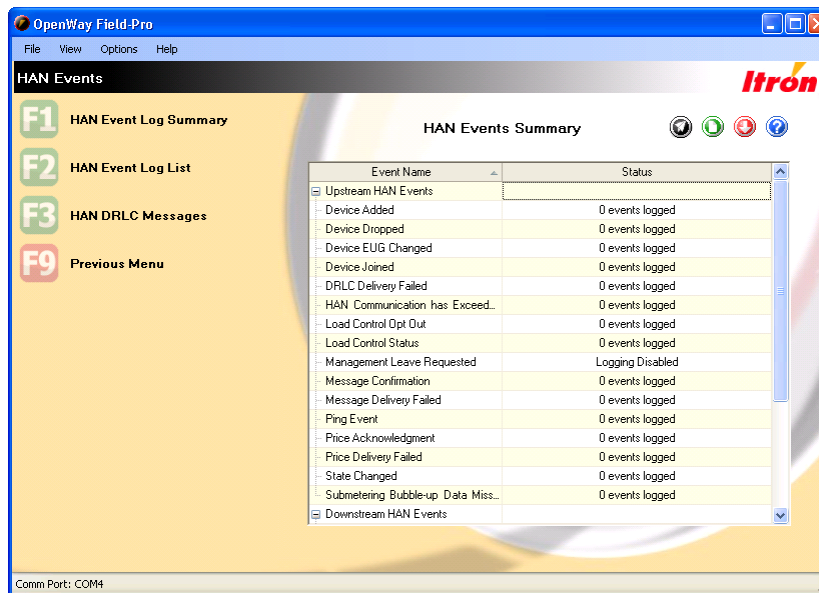 OpenWay Field-Pro
File View Options Help
HAN Events
Itrón
F1 HAN Event Log Summary
F2 HAN Event Log List
F3 HAN DRLC Messages
F9 Previous Menu
HAN Events Summary
Event Name Status
Upstream HAN Events
Device Added 0 events logged
Device Dropped 0 events logged
Device EUG Changed 0 events logged
Device Joined 0 events logged
DRLC Delivery Failed 0 events logged
HAN Communication has Exceed... 0 events logged
Load Control Opt Out 0 events logged
Load Control Status 0 events logged
Management Leave Requested Logging Disabled
Message Confirmation 0 events logged
Message Delivery Failed 0 events logged
Ping Event 0 events logged
Price Acknowledgment 0 events logged
Price Delivery Failed 0 events logged
State Changed 0 events logged
Submetering Bubble-up Data Miss... 0 events logged
Downstream HAN Events
Comm Port: COM4